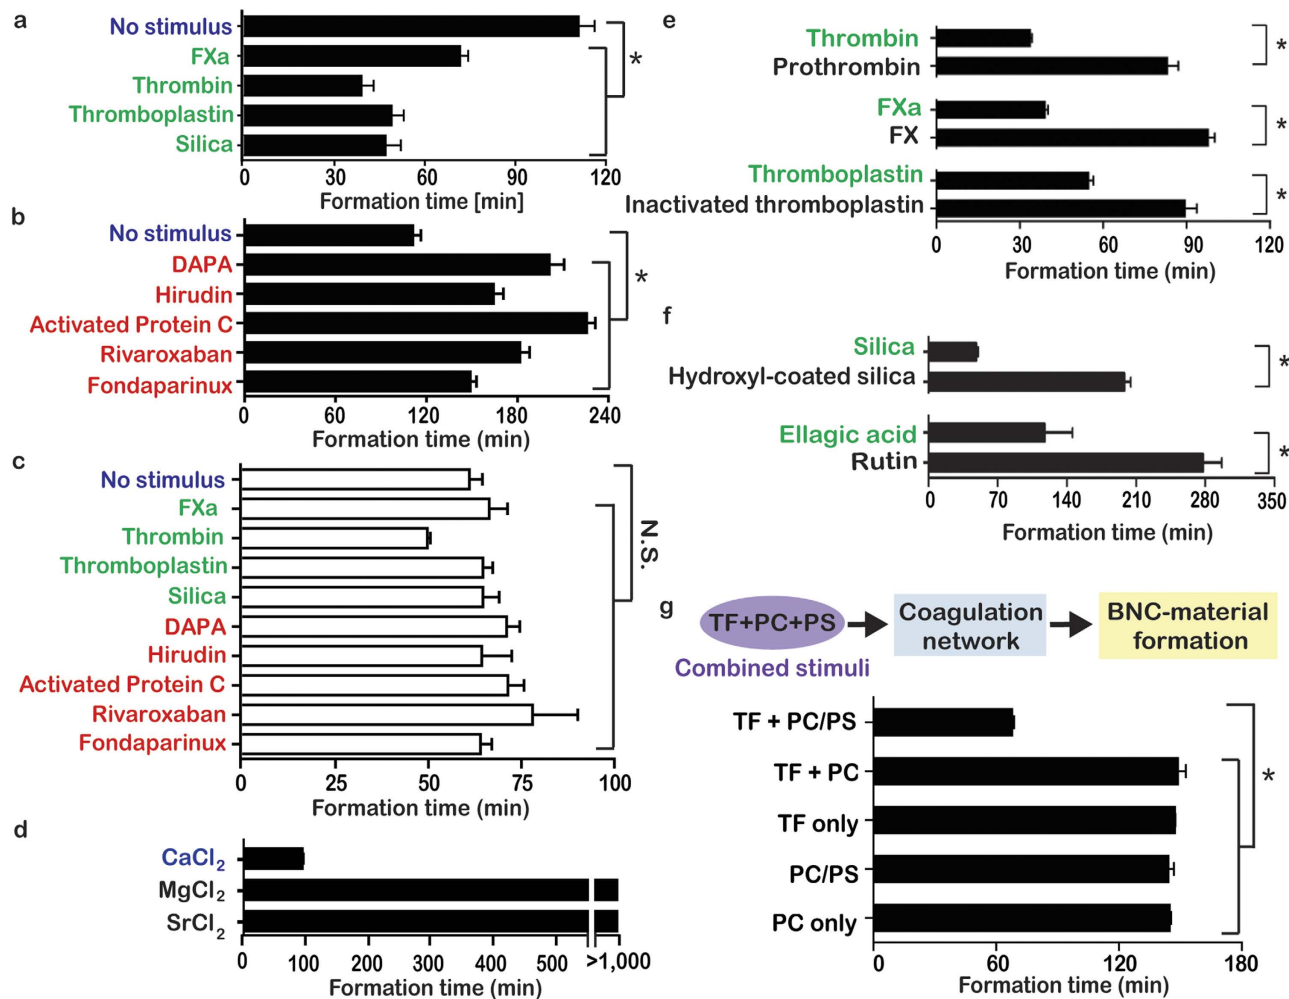 a
No stimulus
FXa
Thrombin
Thromboplastin
Silica
*
0 30 60 90 120
Formation time [min]
b
No stimulus
DAPA
Hirudin
Activated Protein C
Rivaroxaban
Fondaparinux
*
0 60 120 180 240
Formation time (min)
c
No stimulus
FXa
Thrombin
Thromboplastin
Silica
DAPA
Hirudin
Activated Protein C
Rivaroxaban
Fondaparinux
N.S.
0 25 50 75 100
Formation time (min)
d
CaCl₂
MgCl₂
SrCl₂
0 100 200 300 400 500 >1,000
Formation time (min)
e
Thrombin
Prothrombin
*
FXa
FX
*
Thromboplastin
Inactivated thromboplastin
*
0 30 60 90 120
Formation time (min)
f
Silica
Hydroxyl-coated silica
*
Ellagic acid
Rutin
*
0 70 140 210 280 350
Formation time (min)
g
TF+PC+PS
Combined stimuli
Coagulation
network
BNC-material
formation
TF + PC/PS
TF + PC
TF only
PC/PS
PC only
*
0 60 120 180
Formation time (min)